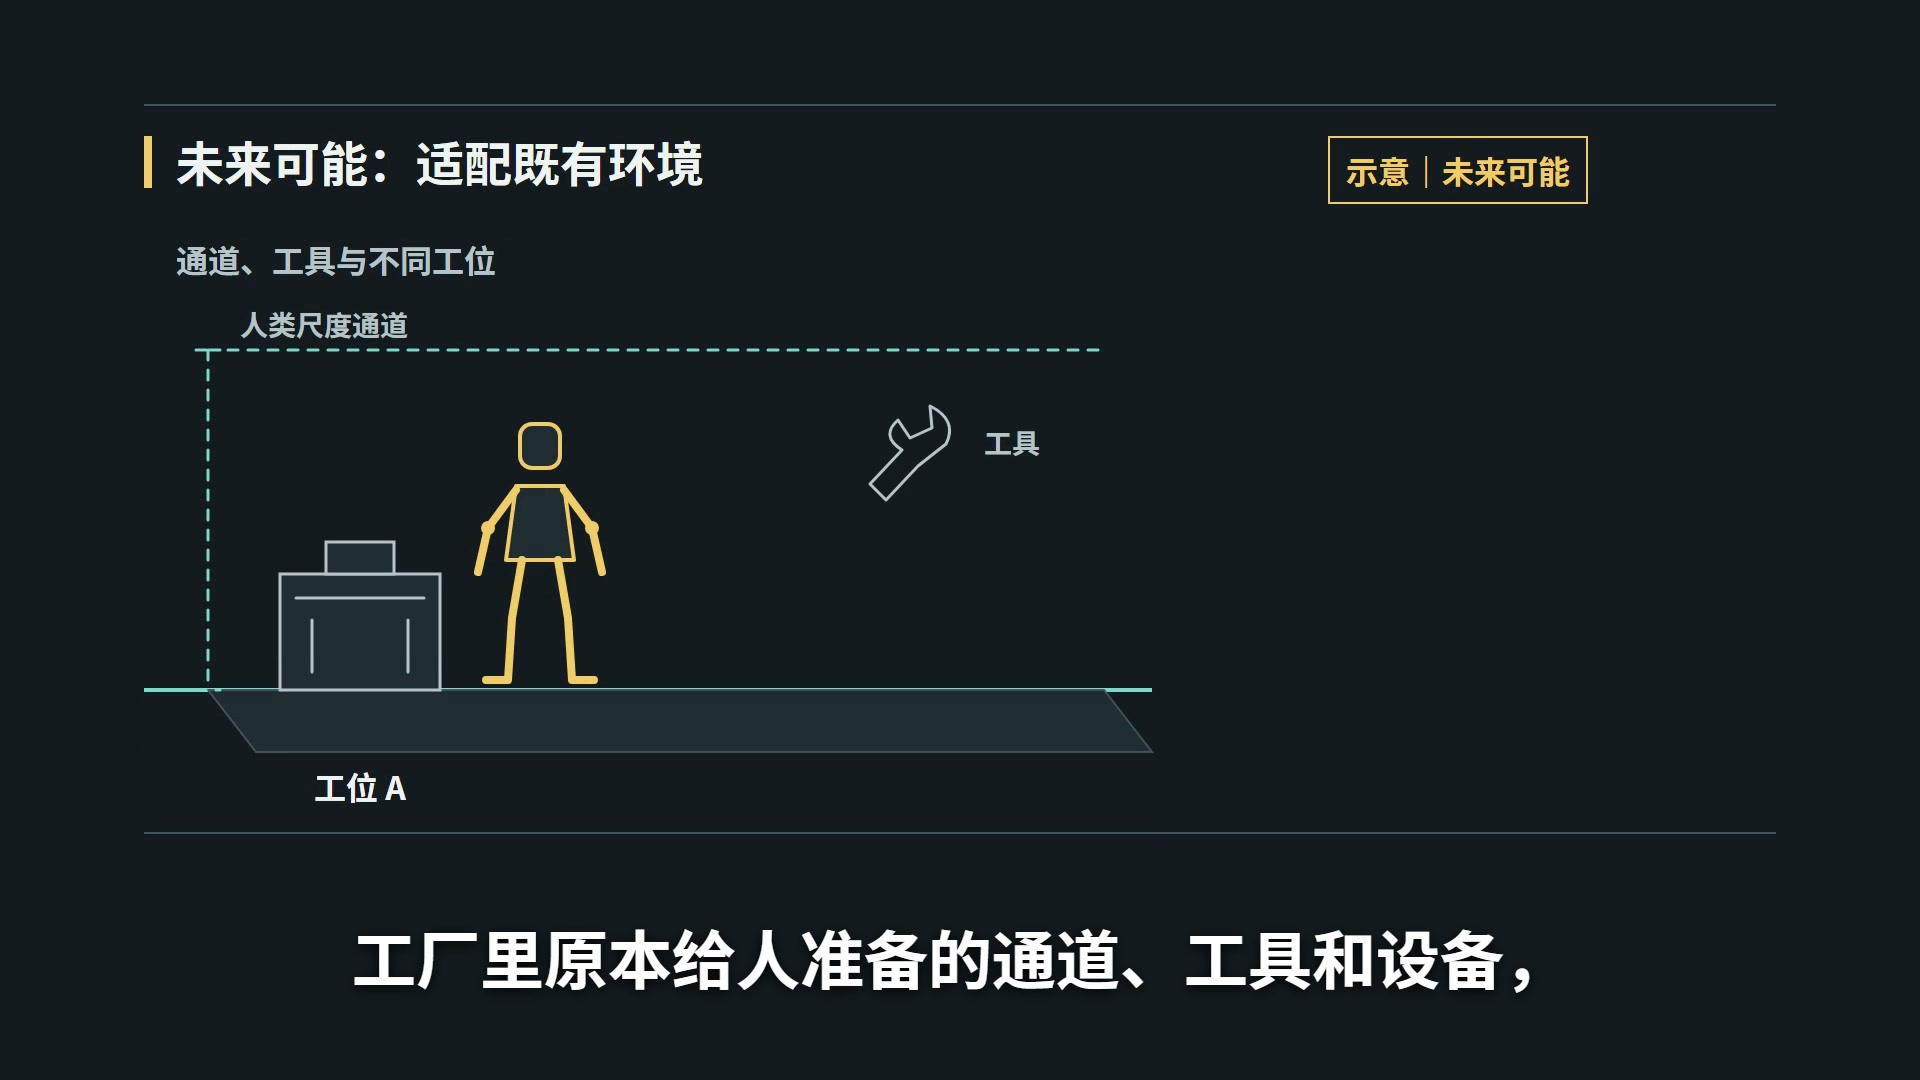 未来可能：适配既有环境
示意｜未来可能
通道、工具与不同工位
人类尺度通道
工具
工位 A
工厂里原本给人准备的通道、工具和设备，